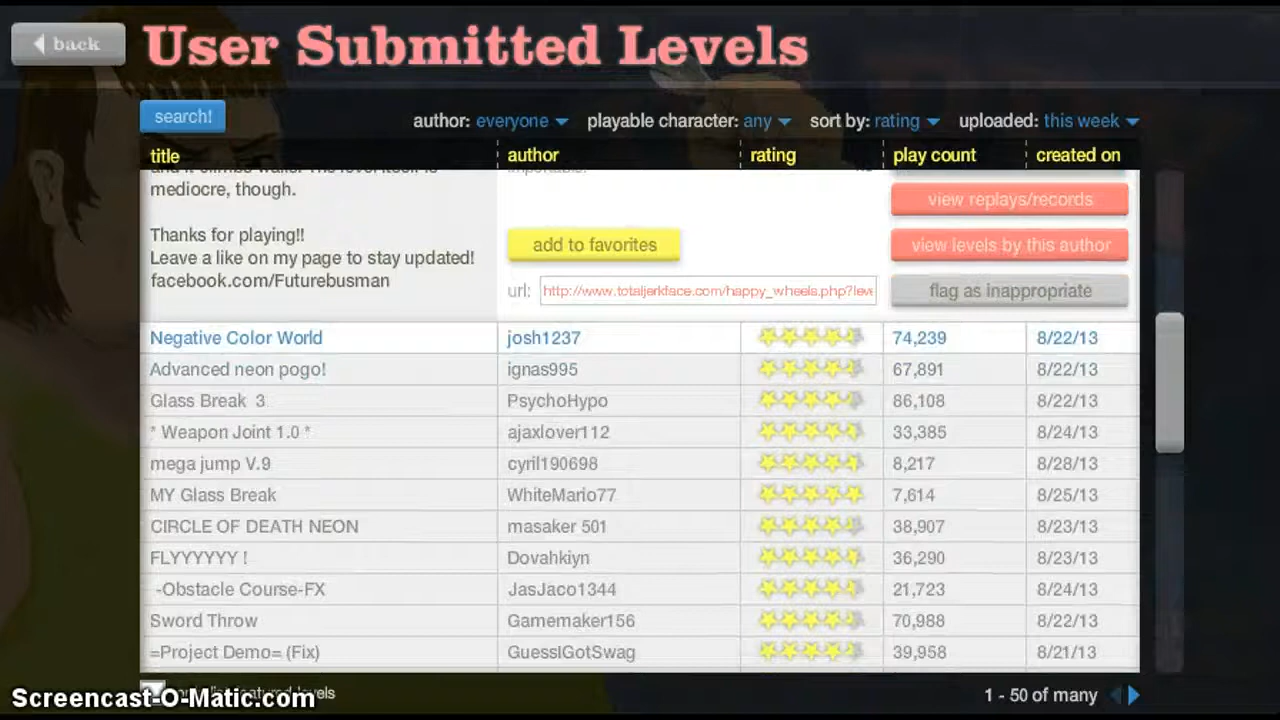 back
User Submitted Levels
search!
author: everyone playable character: any sort by: rating uploaded: this week
title author rating play count created on
mediocre, though.
view replays/records
Thanks for playing!!
add to favorites
view levels by this author
Leave a like on my page to stay updated!
facebook.com/Futurebusman
url: http://www.totaljerkface.com/happy_wheels.php?leve
flag as inappropriate
Negative Color World josh1237 74,239 8/22/13
Advanced neon pogo! ignas995 67,891 8/22/13
Glass Break 3 PsychoHypo 86,108 8/22/13
* Weapon Joint 1.0 * ajaxlover112 33,385 8/24/13
mega jump V.9 cyril190698 8,217 8/28/13
MY Glass Break WhiteMario77 7,614 8/25/13
CIRCLE OF DEATH NEON masaker 501 38,907 8/23/13
FLYYYYYY ! Dovahkiyn 36,290 8/23/13
-Obstacle Course-FX JasJaco1344 21,723 8/24/13
Sword Throw Gamemaker156 70,988 8/22/13
=Project Demo= (Fix) GuessIGotSwag 39,958 8/21/13
levels
Screencast-O-Matic.com
1 - 50 of many